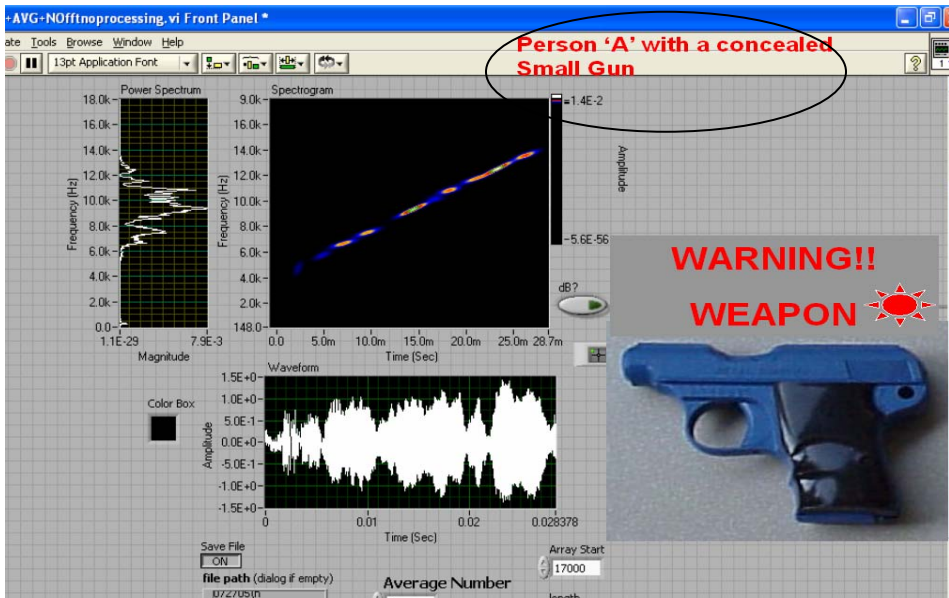 +AVG+NOfftnoprocessing.vi Front Panel *
ate Tools Browse Window Help
13pt Application Font
Person ‘A’ with a concealed
Small Gun
Power Spectrum
18.0k
16.0k
14.0k
12.0k
10.0k
8.0k
6.0k
4.0k
2.0k
0.0
Frequency (Hz)
1.1E-29 7.9E-3
Magnitude
Spectrogram
9.0k
16.0k
14.0k
12.0k
10.0k
8.0k
6.0k
4.0k
2.0k
148.0
Frequency (Hz)
0.0 5.0m 10.0m 15.0m 20.0m 25.0m 28.7m
Time (Sec)
=1.4E-2
-5.6E-56
Amplitude
dB?
WARNING!!
WEAPON
Color Box
Waveform
1.5E+0
1.0E+0
5.0E-1
0.0E+0
-5.0E-1
-1.0E+0
-1.5E+0
Amplitude
0 0.01 0.02 0.028378
Time (Sec)
Save File
ON
file path (dialog if empty)
Average Number
Array Start
17000
length